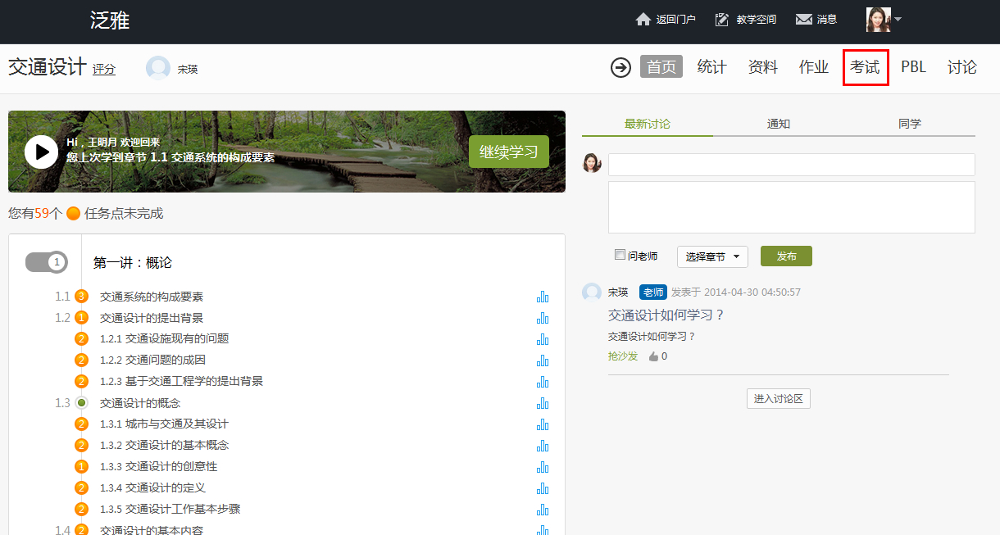 泛雅
返回门户 教学空间 消息
交通设计 评分 宋瑛
首页 统计 资料 作业 考试 PBL 讨论
Hi，王明月 欢迎回来
您上次学到章节 1.1 交通系统的构成要素
继续学习
您有59个 任务点未完成
1 第一讲：概论
1.1 3 交通系统的构成要素
1.2 1 交通设计的提出背景
2 1.2.1 交通设施现有的问题
2 1.2.2 交通问题的成因
2 1.2.3 基于交通工程学的提出背景
1.3 交通设计的概念
2 1.3.1 城市与交通及其设计
2 1.3.2 交通设计的基本概念
1 1.3.3 交通设计的创意性
2 1.3.4 交通设计的定义
2 1.3.5 交通设计工作基本步骤
1.4 2 交通设计的基本内容
最新讨论 通知 同学
问老师 选择章节 发布
宋瑛 老师 发表于 2014-04-30 04:50:57
交通设计如何学习？
交通设计如何学习？
抢沙发 0
进入讨论区